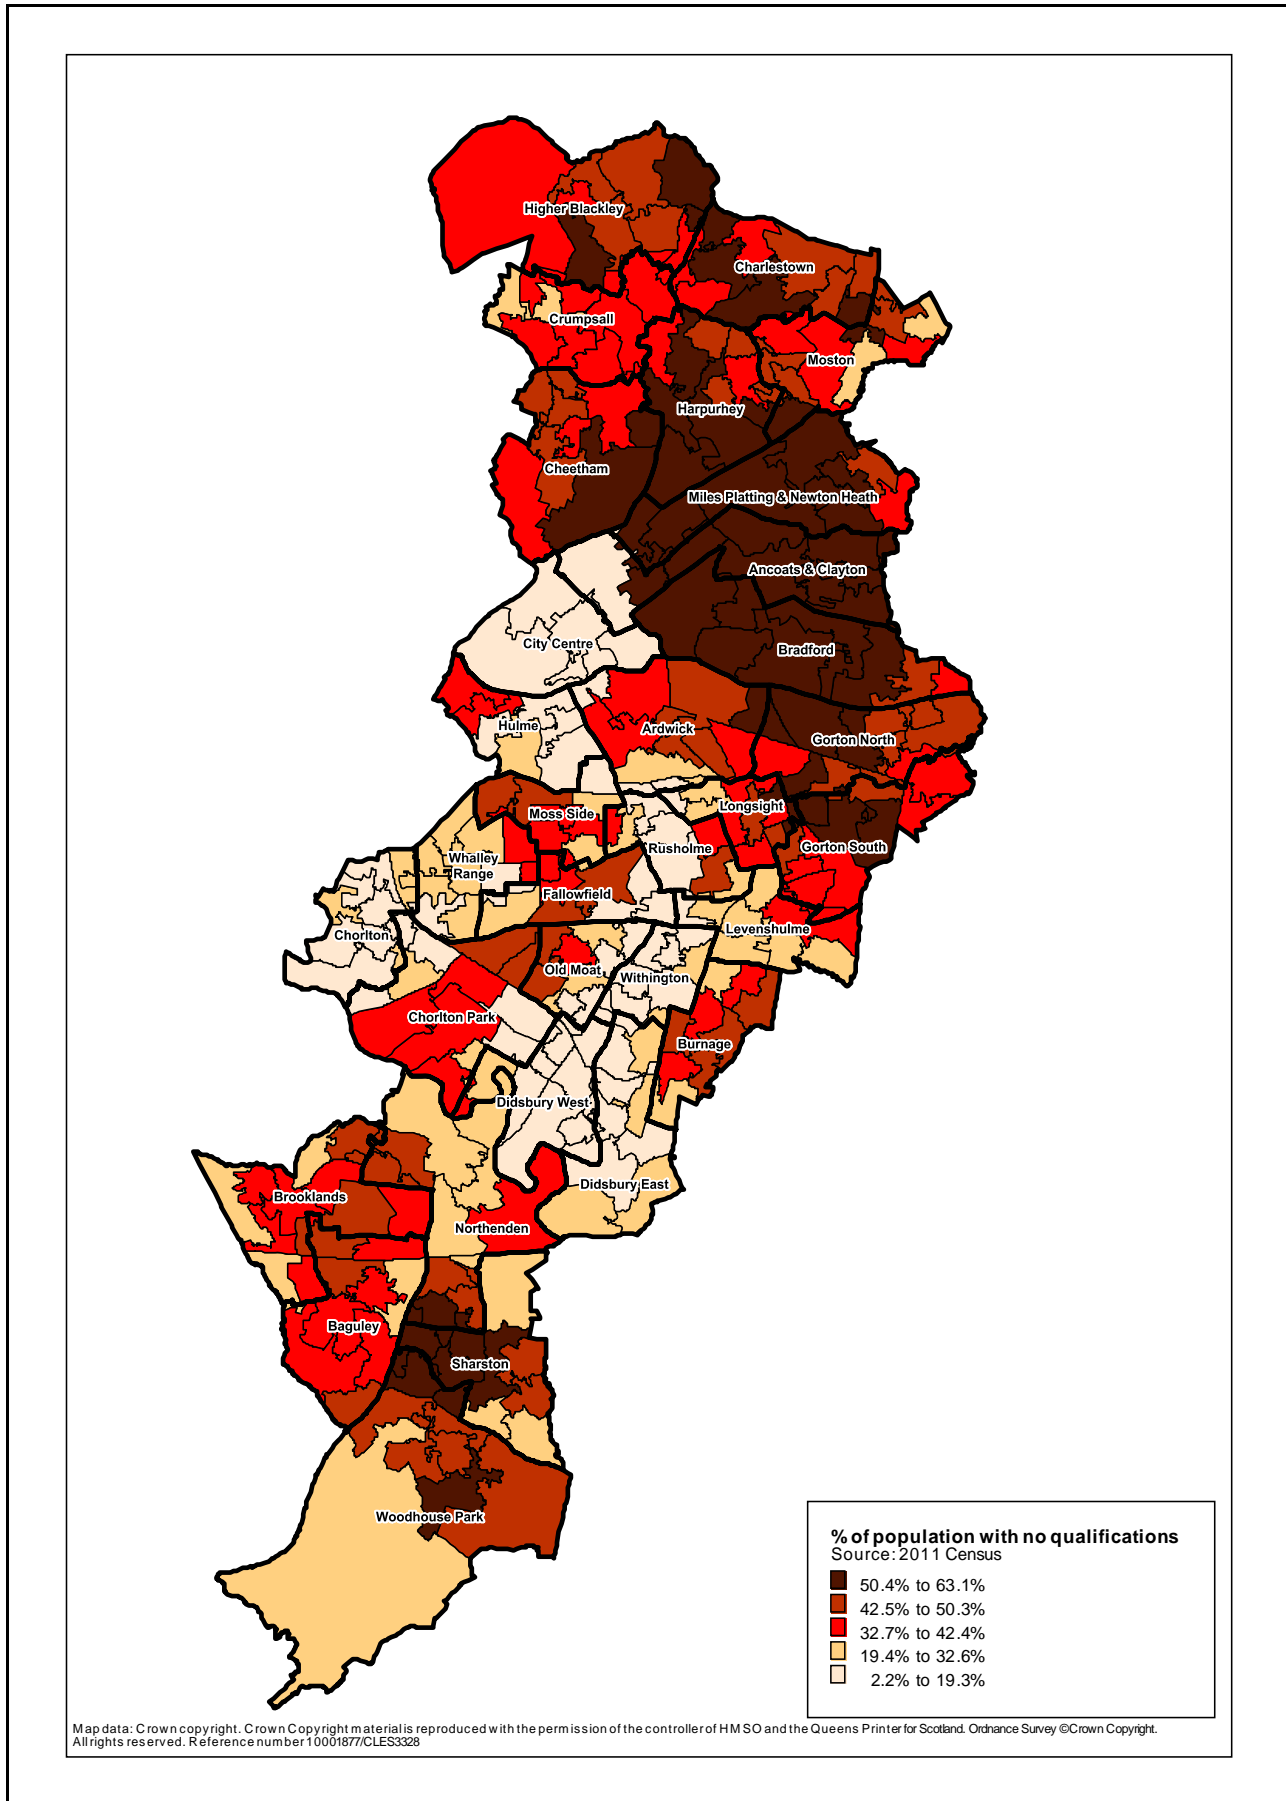 Higher Blackley
Charlestown
Crumpsall
Moston
Harpurhey
Cheetham
Miles Platting & Newton Heath
Ancoats & Clayton
City Centre
Bradford
Hulme
Ardwick
Gorton North
Moss Side
Longsight
Rusholme
Gorton South
Whalley
Range
Fallowfield
Chorlton
Levenshulme
Old Moat
Withington
Chorlton Park
Burnage
Didsbury West
Didsbury East
Brooklands
Northenden
Baguley
Sharston
Woodhouse Park
% of population with no qualifications
Source: 2011 Census
50.4% to 63.1%
42.5% to 50.3%
32.7% to 42.4%
19.4% to 32.6%
2.2% to 19.3%
Map data: Crown copyright. Crown Copyright material is reproduced with the permission of the controller of HMSO and the Queens Printer for Scotland. Ordnance Survey ©Crown Copyright.
All rights reserved. Reference number 10001877/CLES3328